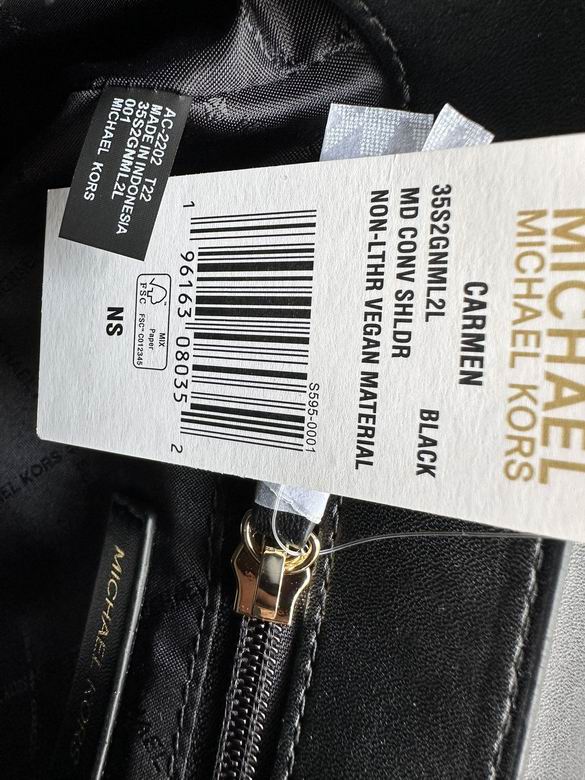 MICHAEL
MICHAEL KORS
CARMEN
35S2GNML2L BLACK
MD CONV SHLDR
NON-LTHR VEGAN MATERIAL
S595-0001
1 96163 08035 2
MIX
Paper
FSC FSC® C012345
NS
AC-2202 T22
MADE IN INDONESIA
35S2GNML2L
001
MICHAEL KORS
MICHAEL KORS
EL KORS